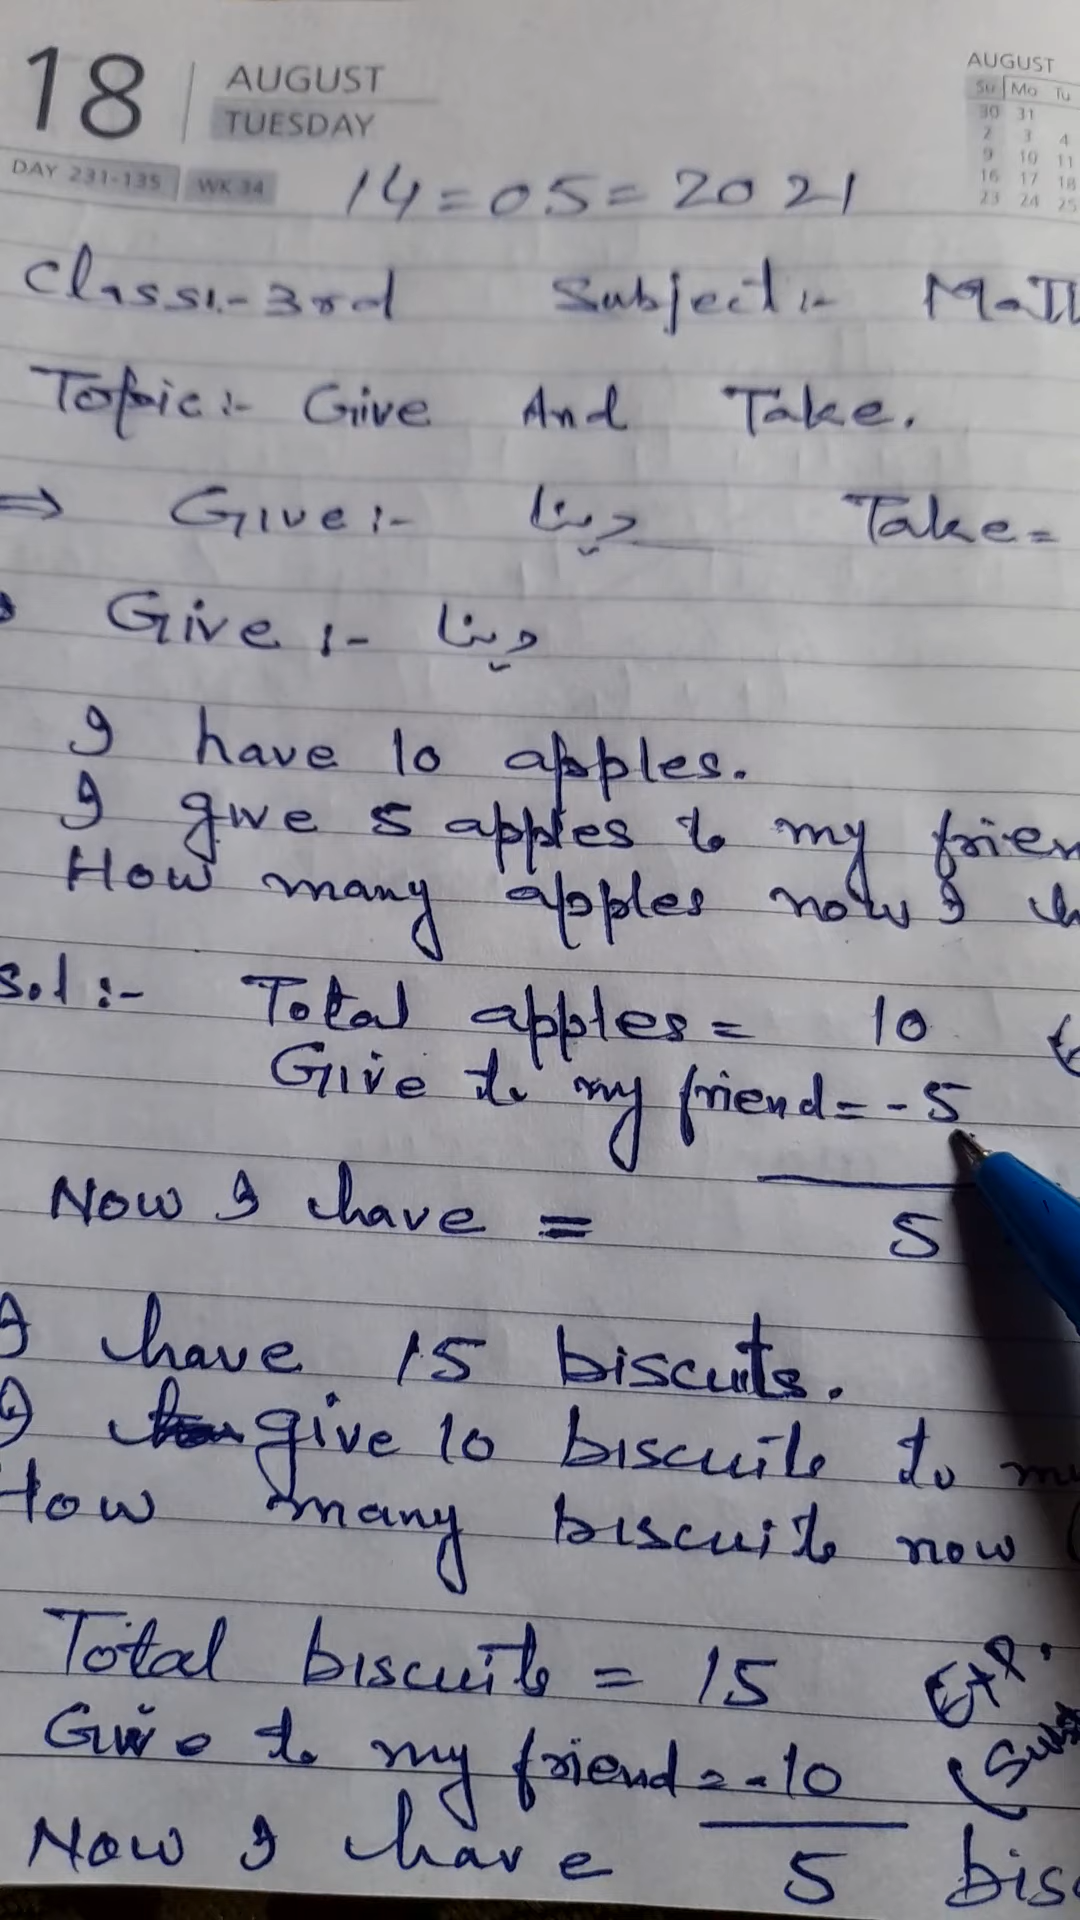 18 AUGUST
TUESDAY
DAY 231-135 WK 34
AUGUST
Su Mo Tu
30 31
2 3 4
9 10 11
16 17 18
23 24 25
14=05=2021
Class:- 3rd Subject:-
Topic:- Give And Take.
⇒ Give:- دینا Take=
Give:- دینا
I have 10 apples.
I give 5 apples to my
How many apples now I
Sol:- Total apples = 10
Give to my friend = -5
Now I have = 5
I have 15 biscuits.
I give 10 biscuits to
How many biscuits now
Total biscuits = 15
Give to my friend = -10
Now I have 5